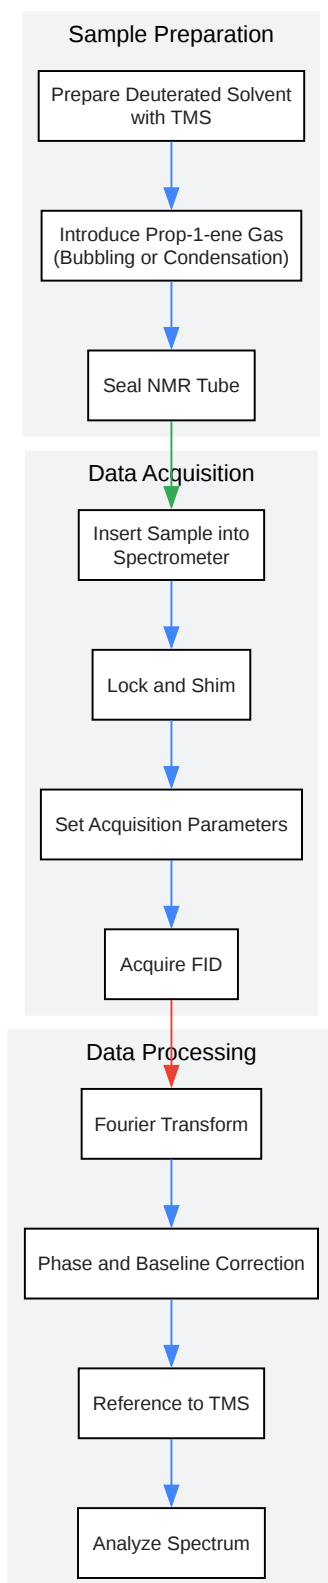 Sample Preparation
Prepare Deuterated Solvent
with TMS
Introduce Prop-1-ene Gas
(Bubbling or Condensation)
Seal NMR Tube
Data Acquisition
Insert Sample into
Spectrometer
Lock and Shim
Set Acquisition Parameters
Acquire FID
Data Processing
Fourier Transform
Phase and Baseline Correction
Reference to TMS
Analyze Spectrum